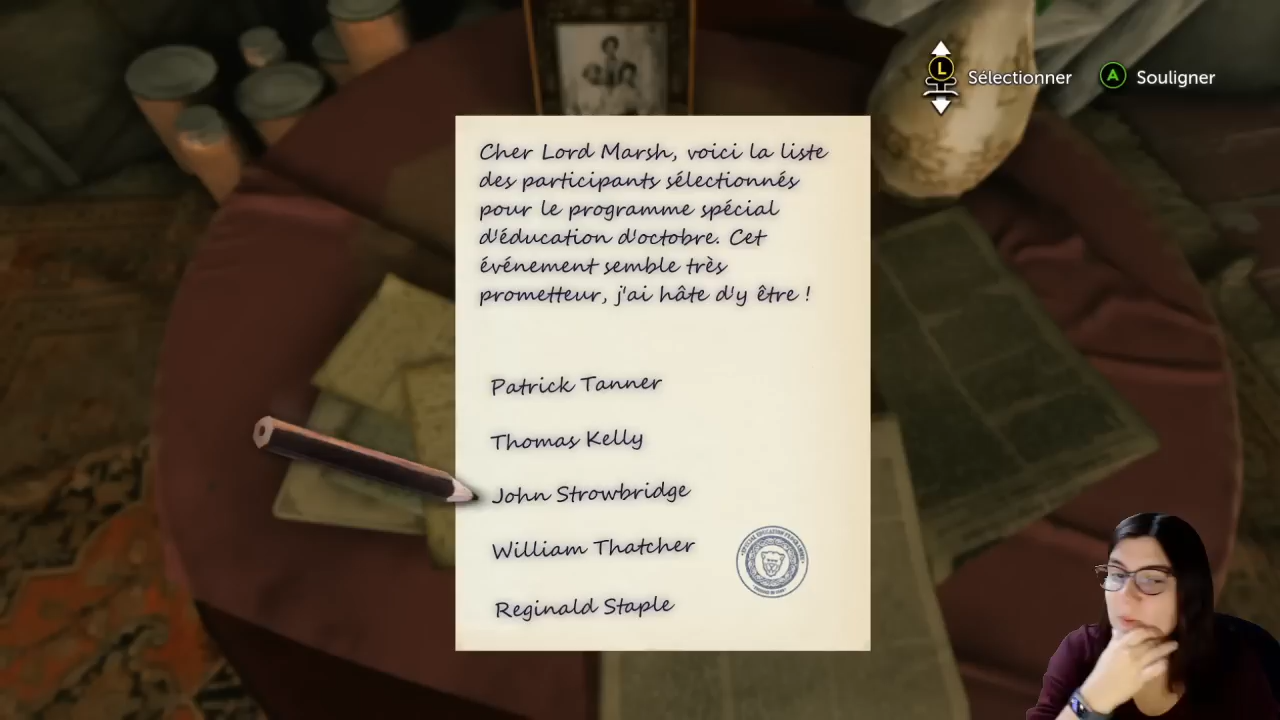 L Sélectionner A Souligner
Cher Lord Marsh, voici la liste
des participants sélectionnés
pour le programme spécial
d'éducation d'octobre. Cet
événement semble très
prometteur, j'ai hâte d'y être !
Patrick Tanner
Thomas Kelly
John Strowbridge
William Thatcher
Reginald Staple